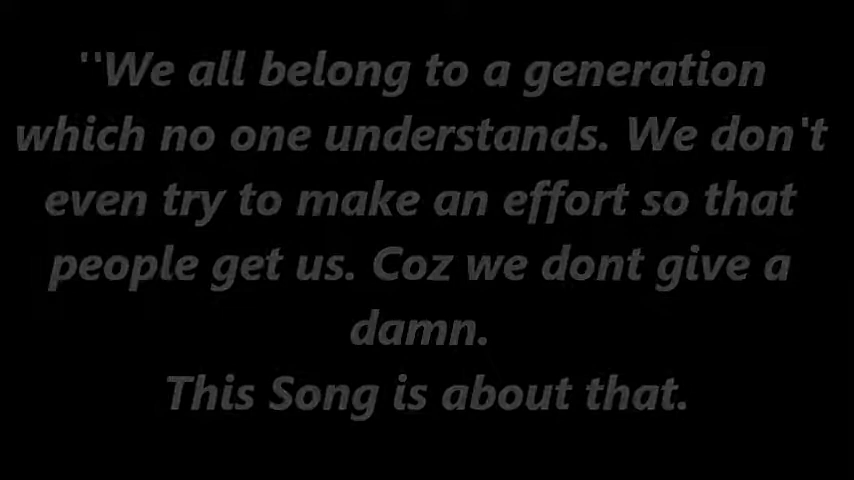 ''We all belong to a generation
which no one understands. We don't
even try to make an effort so that
people get us. Coz we dont give a
damn.
This Song is about that.